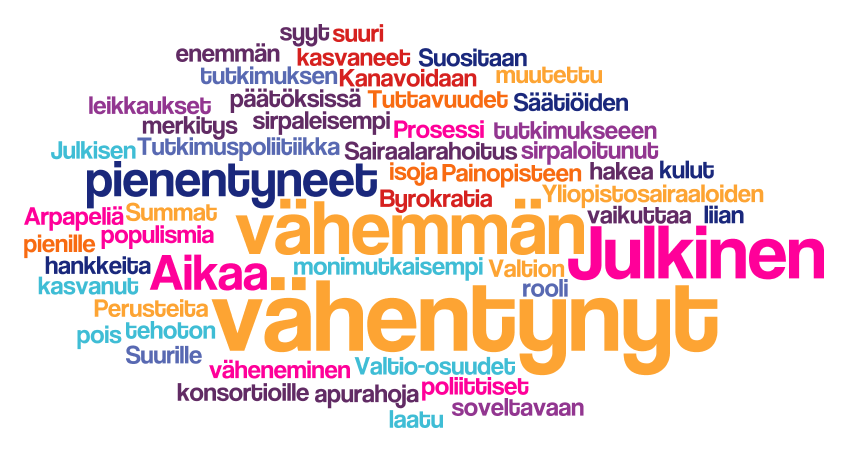 syyt suuri
enemmän kasvaneet Suositaan
tutkimuksen Kanavoidaan muutettu
leikkaukset päätöksissä Tuttavuudet Säätiöiden
merkitys sirpaleisempi Prosessi tutkimukseeen
Julkisen Tutkimuspoliitiikka Sairaalarahoitus sirpaloitunut
pienentyneet isoja Painopisteen hakea kulut
Byrokratia Yliopistosairaaloiden
Arpapeliä Summat vähemmän vaikuttaa liian
pienille populismia Julkinen
hankkeita Aikaa monimutkaisempi Valtion
kasvanut rooli
Perusteita vähentynyt
pois tehoton
Suurille
väheneminen Valtio-osuudet
konsortioille apurahoja poliittiset
laatu soveltavaan